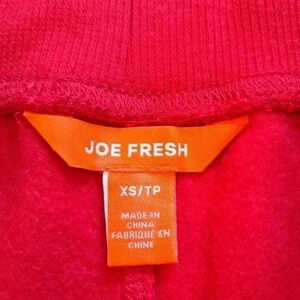 JOE FRESH
XS/TP
MADE IN
CHINA
FABRIQUÉ EN
CHINE